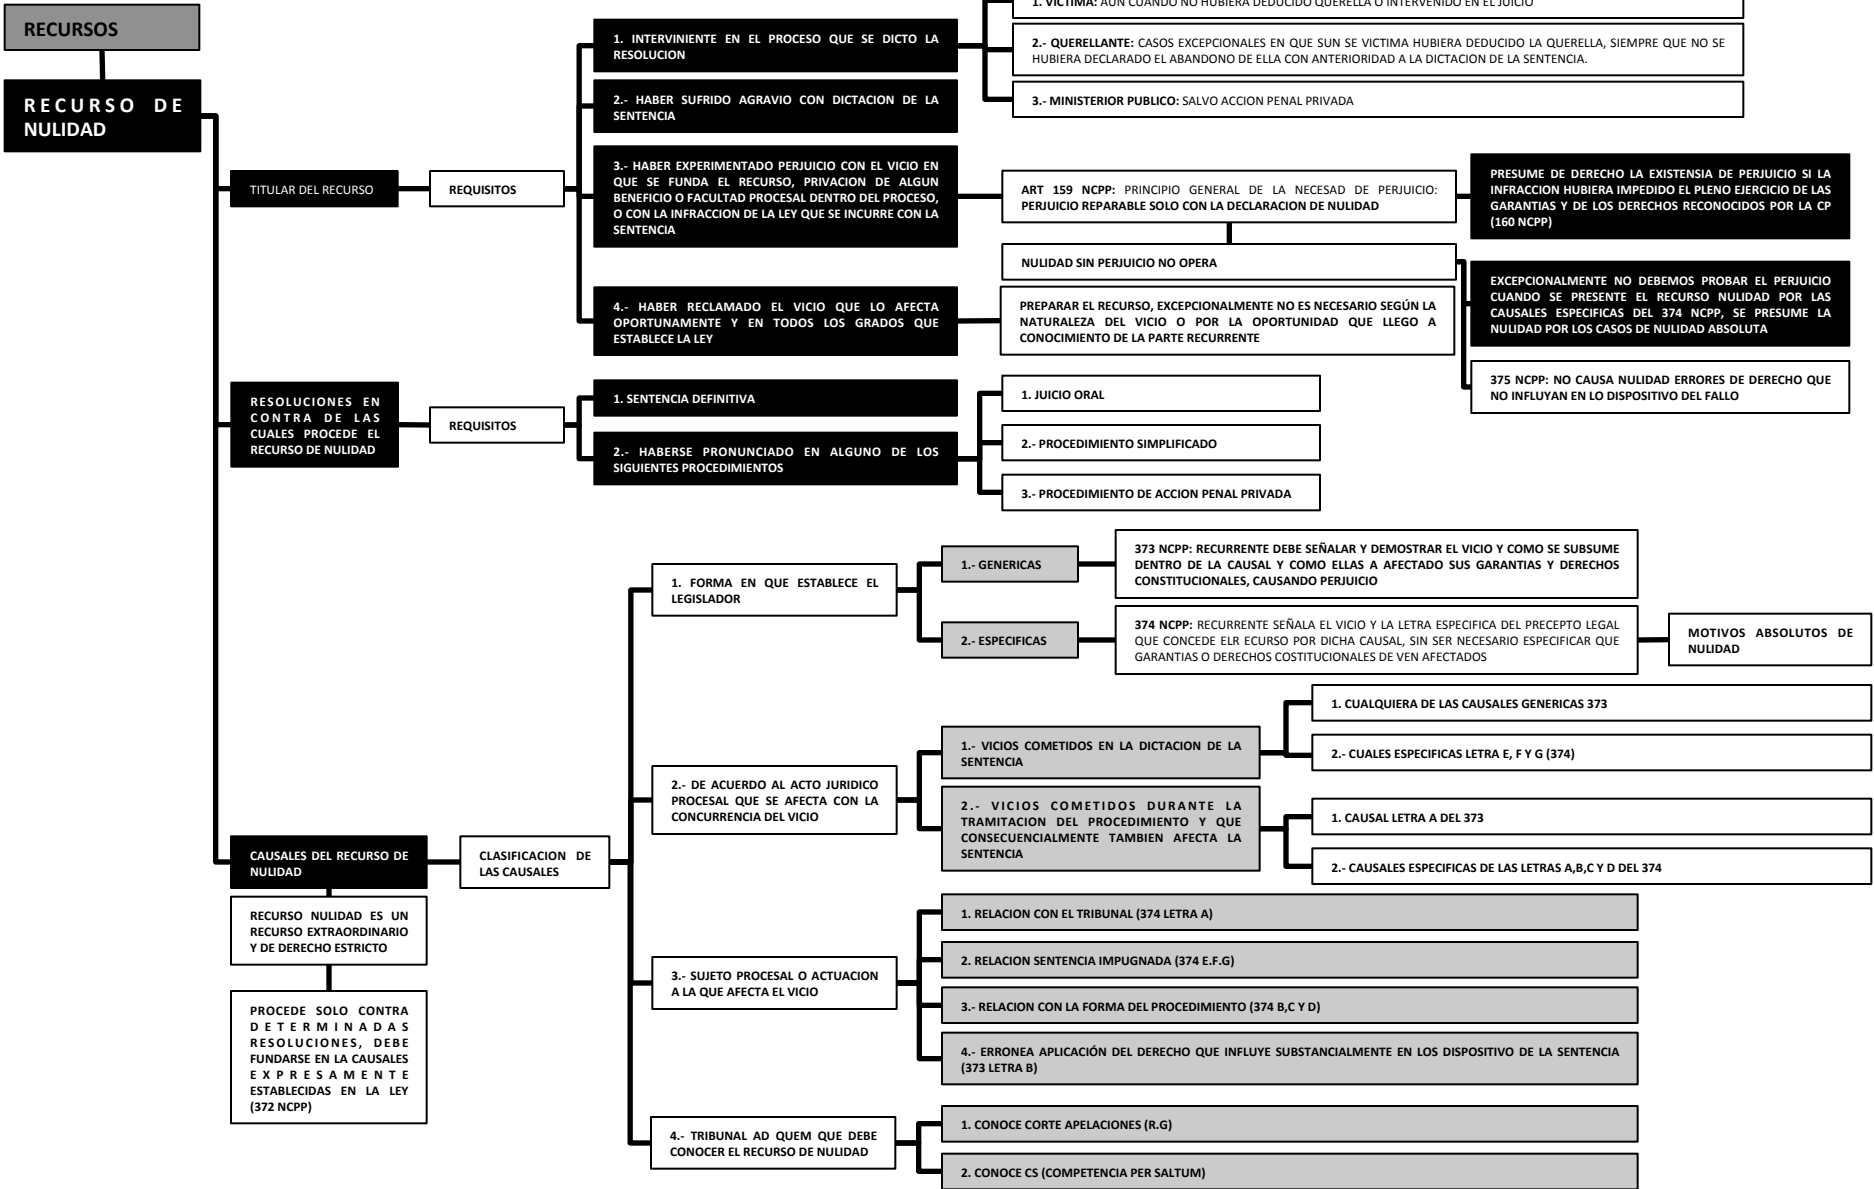 RECURSOS
RECURSO DE
NULIDAD
TITULAR DEL RECURSO
REQUISITOS
1. INTERVINIENTE EN EL PROCESO QUE SE DICTO LA
RESOLUCION
1. VICTIMA: AUN CUANDO NO HUBIERA DEDUCIDO QUERELLA O INTERVENIDO EN EL JUICIO
2.- QUERELLANTE: CASOS EXCEPCIONALES EN QUE SUN SE VICTIMA HUBIERA DEDUCIDO LA QUERELLA, SIEMPRE QUE NO SE
HUBIERA DECLARADO EL ABANDONO DE ELLA CON ANTERIORIDAD A LA DICTACION DE LA SENTENCIA.
3.- MINISTERIOR PUBLICO: SALVO ACCION PENAL PRIVADA
2.- HABER SUFRIDO AGRAVIO CON DICTACION DE LA
SENTENCIA
3.- HABER EXPERIMENTADO PERJUICIO CON EL VICIO EN
QUE SE FUNDA EL RECURSO, PRIVACION DE ALGUN
BENEFICIO O FACULTAD PROCESAL DENTRO DEL PROCESO,
O CON LA INFRACCION DE LA LEY QUE SE INCURRE CON LA
SENTENCIA
ART 159 NCPP: PRINCIPIO GENERAL DE LA NECESAD DE PERJUICIO:
PERJUICIO REPARABLE SOLO CON LA DECLARACION DE NULIDAD
PRESUME DE DERECHO LA EXISTENSIA DE PERJUICIO SI LA
INFRACCION HUBIERA IMPEDIDO EL PLENO EJERCICIO DE LAS
GARANTIAS Y DE LOS DERECHOS RECONOCIDOS POR LA CP
(160 NCPP)
NULIDAD SIN PERJUICIO NO OPERA
EXCEPCIONALMENTE NO DEBEMOS PROBAR EL PERJUICIO
CUANDO SE PRESENTE EL RECURSO NULIDAD POR LAS
CAUSALES ESPECIFICAS DEL 374 NCPP, SE PRESUME LA
NULIDAD POR LOS CASOS DE NULIDAD ABSOLUTA
375 NCPP: NO CAUSA NULIDAD ERRORES DE DERECHO QUE
NO INFLUYAN EN LO DISPOSITIVO DEL FALLO
4.- HABER RECLAMADO EL VICIO QUE LO AFECTA
OPORTUNAMENTE Y EN TODOS LOS GRADOS QUE
ESTABLECE LA LEY
PREPARAR EL RECURSO, EXCEPCIONALMENTE NO ES NECESARIO SEGÚN LA
NATURALEZA DEL VICIO O POR LA OPORTUNIDAD QUE LLEGO A
CONOCIMIENTO DE LA PARTE RECURRENTE
RESOLUCIONES EN
CONTRA DE LAS
CUALES PROCEDE EL
RECURSO DE NULIDAD
REQUISITOS
1. SENTENCIA DEFINITIVA
2.- HABERSE PRONUNCIADO EN ALGUNO DE LOS
SIGUIENTES PROCEDIMIENTOS
1. JUICIO ORAL
2.- PROCEDIMIENTO SIMPLIFICADO
3.- PROCEDIMIENTO DE ACCION PENAL PRIVADA
CAUSALES DEL RECURSO DE
NULIDAD
RECURSO NULIDAD ES UN
RECURSO EXTRAORDINARIO
Y DE DERECHO ESTRICTO
PROCEDE SOLO CONTRA
DETERMINADAS
RESOLUCIONES, DEBE
FUNDARSE EN LA CAUSALES
EXPRESAMENTE
ESTABLECIDAS EN LA LEY
(372 NCPP)
CLASIFICACION DE
LAS CAUSALES
1. FORMA EN QUE ESTABLECE EL
LEGISLADOR
1.- GENERICAS
373 NCPP: RECURRENTE DEBE SEÑALAR Y DEMOSTRAR EL VICIO Y COMO SE SUBSUME
DENTRO DE LA CAUSAL Y COMO ELLAS A AFECTADO SUS GARANTIAS Y DERECHOS
CONSTITUCIONALES, CAUSANDO PERJUICIO
2.- ESPECIFICAS
374 NCPP: RECURRENTE SEÑALA EL VICIO Y LA LETRA ESPECIFICA DEL PRECEPTO LEGAL
QUE CONCEDE ELR ECURSO POR DICHA CAUSAL, SIN SER NECESARIO ESPECIFICAR QUE
GARANTIAS O DERECHOS COSTITUCIONALES DE VEN AFECTADOS
MOTIVOS ABSOLUTOS DE
NULIDAD
2.- DE ACUERDO AL ACTO JURIDICO
PROCESAL QUE SE AFECTA CON LA
CONCURRENCIA DEL VICIO
1.- VICIOS COMETIDOS EN LA DICTACION DE LA
SENTENCIA
1. CUALQUIERA DE LAS CAUSALES GENERICAS 373
2.- CUALES ESPECIFICAS LETRA E, F Y G (374)
2.- VICIOS COMETIDOS DURANTE LA
TRAMITACION DEL PROCEDIMIENTO Y QUE
CONSECUENCIALMENTE TAMBIEN AFECTA LA
SENTENCIA
1. CAUSAL LETRA A DEL 373
2.- CAUSALES ESPECIFICAS DE LAS LETRAS A,B,C Y D DEL 374
3.- SUJETO PROCESAL O ACTUACION
A LA QUE AFECTA EL VICIO
1. RELACION CON EL TRIBUNAL (374 LETRA A)
2. RELACION SENTENCIA IMPUGNADA (374 E.F.G)
3.- RELACION CON LA FORMA DEL PROCEDIMIENTO (374 B,C Y D)
4.- ERRONEA APLICACIÓN DEL DERECHO QUE INFLUYE SUBSTANCIALMENTE EN LOS DISPOSITIVO DE LA SENTENCIA
(373 LETRA B)
4.- TRIBUNAL AD QUEM QUE DEBE
CONOCER EL RECURSO DE NULIDAD
1. CONOCE CORTE APELACIONES (R.G)
2. CONOCE CS (COMPETENCIA PER SALTUM)